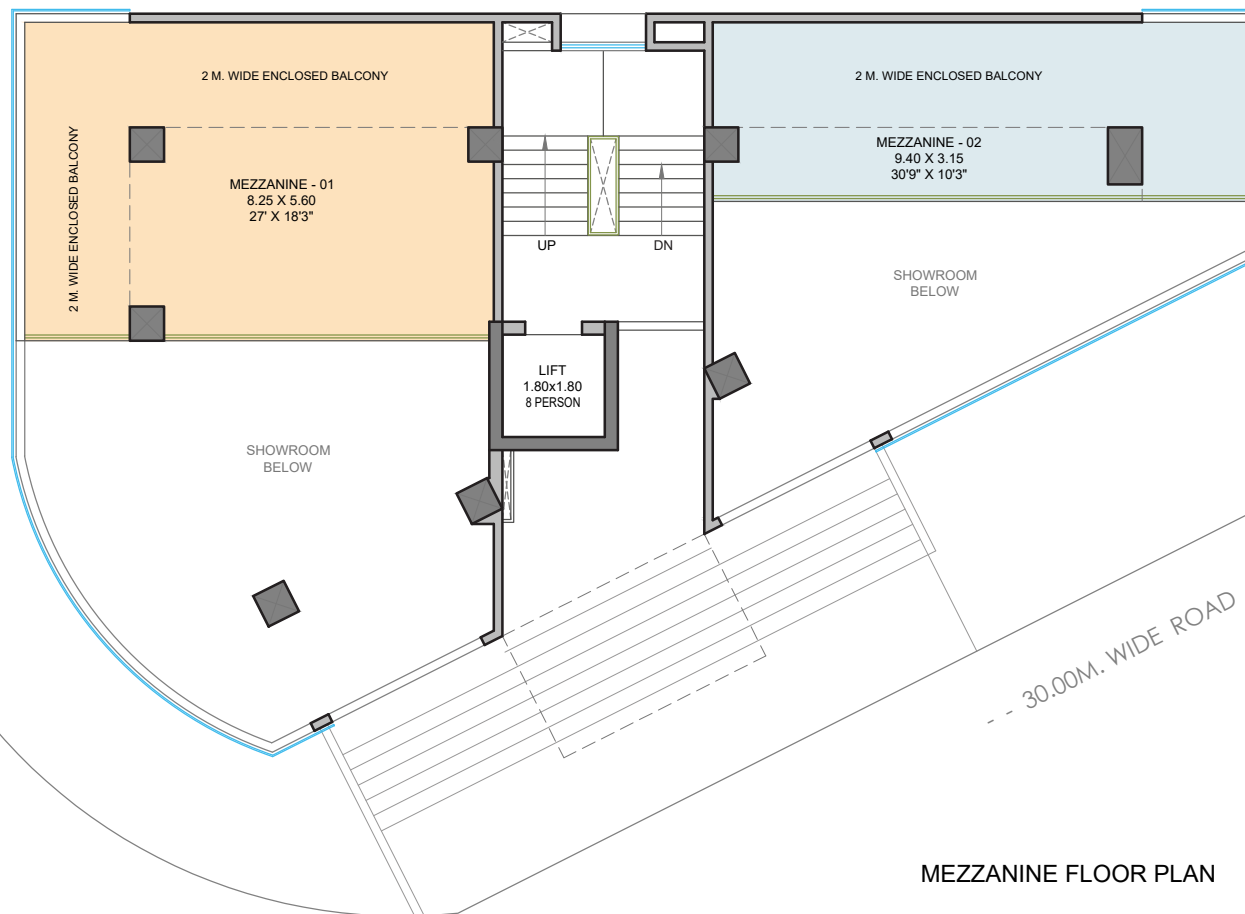 2 M. WIDE ENCLOSED BALCONY
2 M. WIDE ENCLOSED BALCONY
2 M. WIDE ENCLOSED BALCONY
MEZZANINE - 01
8.25 X 5.60
27' X 18'3"
MEZZANINE - 02
9.40 X 3.15
30'9" X 10'3"
UP
DN
SHOWROOM
BELOW
LIFT
1.80x1.80
8 PERSON
SHOWROOM
BELOW
- - 30.00M. WIDE ROAD
MEZZANINE FLOOR PLAN